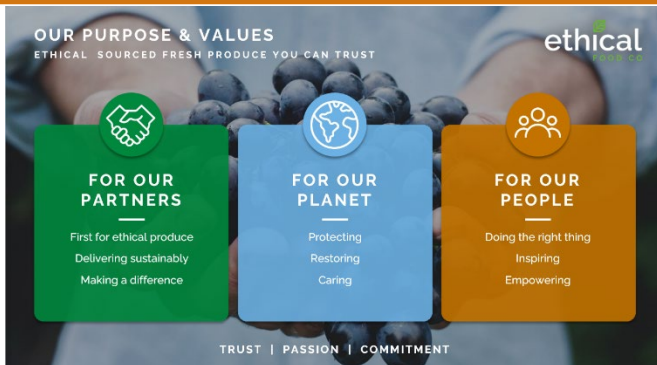 OUR PURPOSE & VALUES
ETHICAL SOURCED FRESH PRODUCE YOU CAN TRUST
ethical
FOOD CO
FOR OUR
PARTNERS
First for ethical produce
Delivering sustainably
Making a difference
FOR OUR
PLANET
Protecting
Restoring
Caring
FOR OUR
PEOPLE
Doing the right thing
Inspiring
Empowering
TRUST | PASSION | COMMITMENT